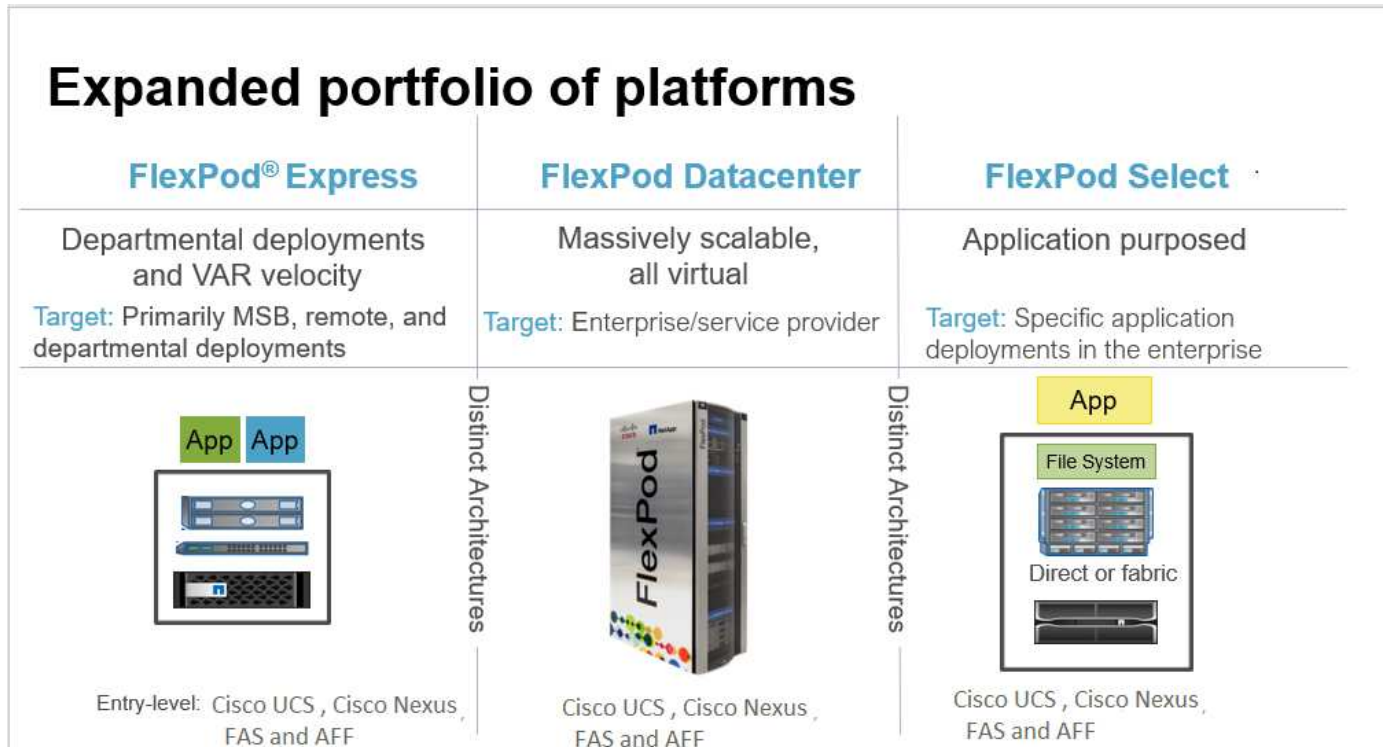 Expanded portfolio of platforms
FlexPod® Express
Departmental deployments
and VAR velocity
Target: Primarily MSB, remote, and
departmental deployments
App App
Entry-level: Cisco UCS , Cisco Nexus ,
FAS and AFF
Distinct Architectures
FlexPod Datacenter
Massively scalable,
all virtual
Target: Enterprise/service provider
CISCO
NetApp
FlexPod
FlexPod
Cisco UCS , Cisco Nexus ,
FAS and AFF
Distinct Architectures
FlexPod Select .
Application purposed
Target: Specific application
deployments in the enterprise
App
File System
Direct or fabric
Cisco UCS , Cisco Nexus ,
FAS and AFF